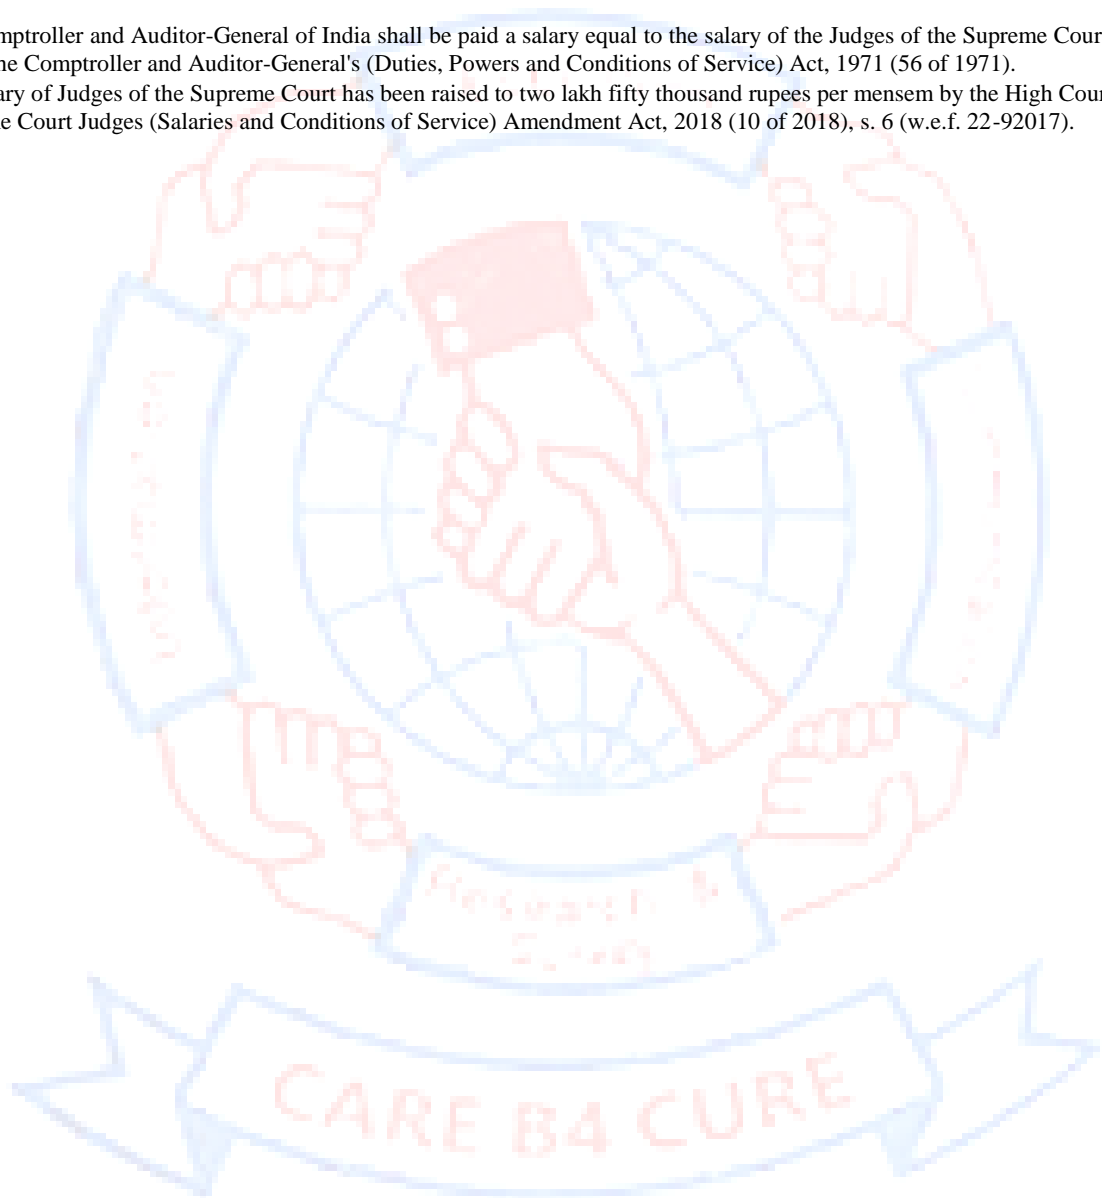 mptroller and Auditor-General of India shall be paid a salary equal to the salary of the Judges of the Supreme Cour
he Comptroller and Auditor-General's (Duties, Powers and Conditions of Service) Act, 1971 (56 of 1971).
ary of Judges of the Supreme Court has been raised to two lakh fifty thousand rupees per mensem by the High Cour
e Court Judges (Salaries and Conditions of Service) Amendment Act, 2018 (10 of 2018), s. 6 (w.e.f. 22-92017).
Research &
CARE B4 CURE